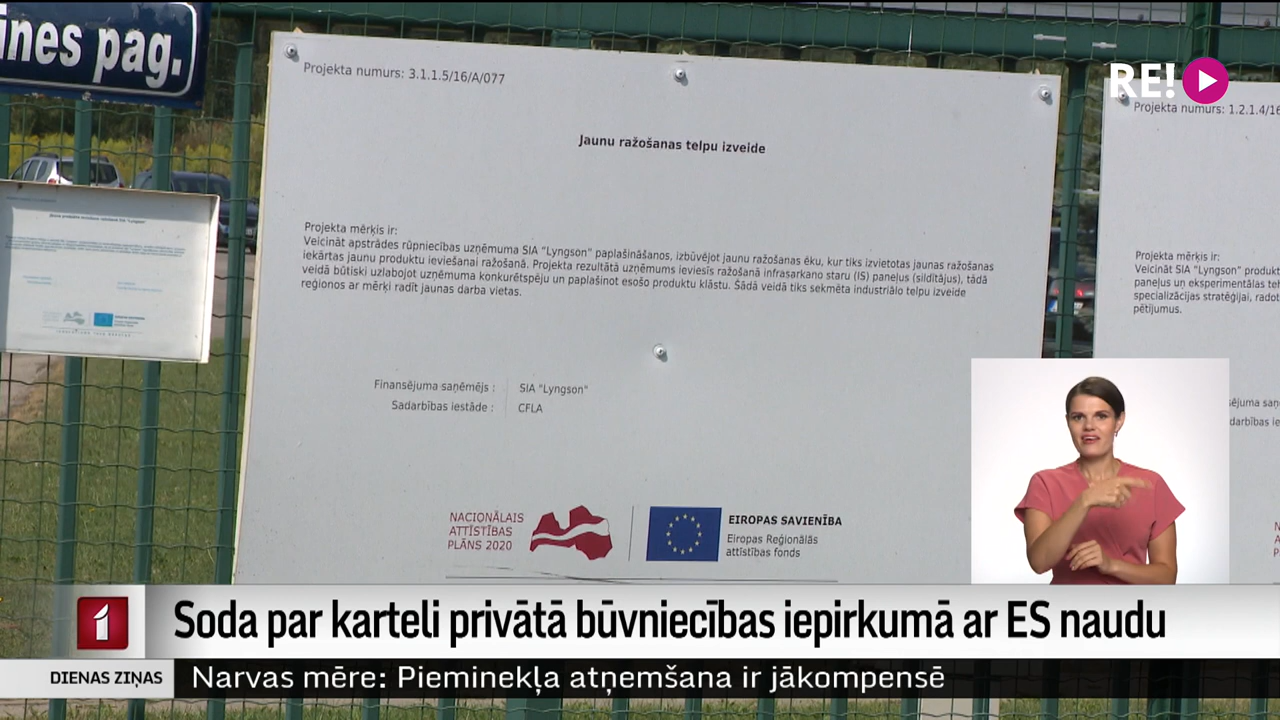 ines pag.
RE!
Projekta numurs: 3.1.1.5/16/A/077
Jaunu ražošanas telpu izveide
Projekta mērķis ir:
Veicināt apstrādes rūpniecības uzņēmuma SIA “Lyngson” paplašināšanos, izbūvējot jaunu ražošanas ēku, kur tiks izvietotas jaunas ražošanas
iekārtas jaunu produktu ieviešanai ražošanā. Projekta rezultātā uzņēmums ieviesīs ražošanā infrasarkano staru (IS) paneļus (sildītājus), tādā
veidā būtiski uzlabojot uzņēmuma konkurētspēju un paplašinot esošo produktu klāstu. Šādā veidā tiks sekmēta industriālo telpu izveide
reģionos ar mērķi radīt jaunas darba vietas.
Finansējuma saņēmējs : SIA "Lyngson"
Sadarbības iestāde : CFLA
NACIONĀLAIS
ATTĪSTĪBAS
PLĀNS 2020
EIROPAS SAVIENĪBA
Eiropas Reģionālās
attīstības fonds
Projekta numurs: 1.2.1.4/16
Projekta mērķis ir:
Veicināt SIA "Lyngson" produkt
paneļus un eksperimentālas teh
specializācijas stratēģijai, radot
pētījumus.
1
Soda par karteli privātā būvniecības iepirkumā ar ES naudu
DIENAS ZIŅAS
Narvas mēre: Pieminekļa atņemšana ir jākompensē